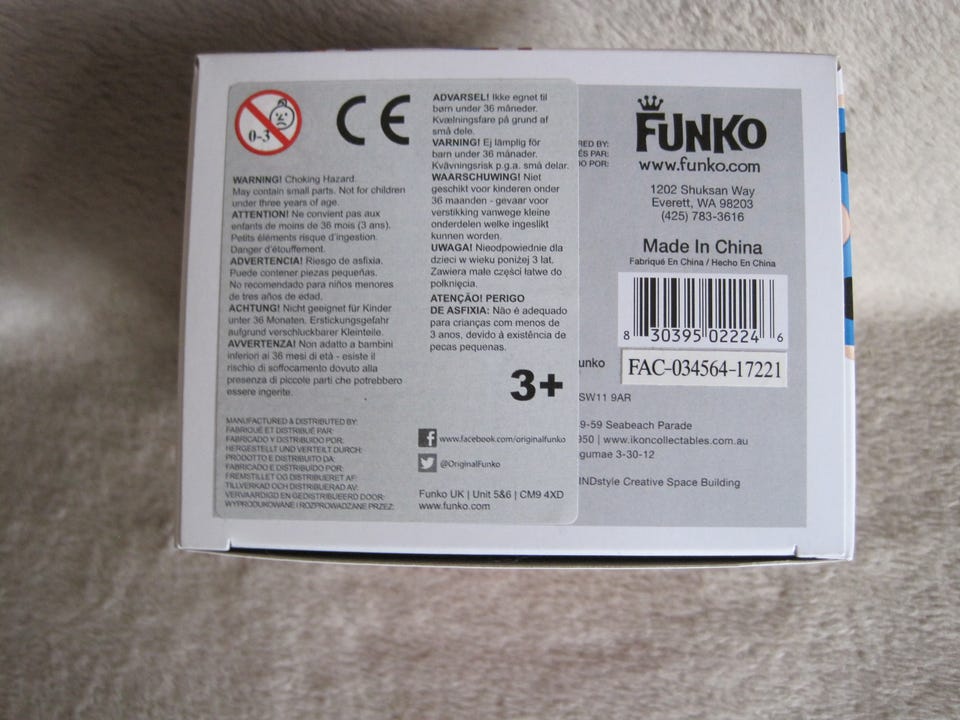 0-3
CE
WARNING! Choking Hazard.
May contain small parts. Not for children
under three years of age.
ATTENTION! Ne convient pas aux
enfants de moins de 36 mois (3 ans).
Petits éléments risque d'ingestion.
Danger d'étouffement.
ADVERTENCIA! Riesgo de asfixia.
Puede contener piezas pequeñas.
No recomendado para niños menores
de tres años de edad.
ACHTUNG! Nicht geeignet für Kinder
unter 36 Monaten. Erstickungsgefahr
aufgrund verschluckbarer Kleinteile.
AVVERTENZA! Non adatto a bambini
inferiori ai 36 mesi di età - esiste il
rischio di soffocamento dovuto alla
presenza di piccole parti che potrebbero
essere ingerite.
MANUFACTURED & DISTRIBUTED BY:
FABRIQUÉ ET DISTRIBUÉ PAR:
FABRICADO Y DISTRIBUIDO POR:
HERGESTELLT UND VERTEILT DURCH:
PRODOTTO E DISTRIBUITO DA:
FABRICADO E DISTRIBUÍDO POR:
FREMSTILLET OG DISTRIBUERET AF:
TILLVERKAD OCH DISTRIBUERAD AV:
VERVAARDIGD EN GEDISTRIBUEERD DOOR:
WYPRODUKOWANE I ROZPROWADZANE PRZEZ:
ADVARSEL! Ikke egnet til
børn under 36 måneder.
Kvælningsfare på grund af
små dele.
VARNING! Ej lämplig för
barn under 36 månader.
Kvävningsrisk p.g.a. små delar.
WAARSCHUWING! Niet
geschikt voor kinderen onder
36 maanden - gevaar voor
verstikking vanwege kleine
onderdelen welke ingeslikt
kunnen worden.
UWAGA! Nieodpowiednie dla
dzieci w wieku poniżej 3 lat.
Zawiera małe części łatwo do
połknięcia.
ATENÇÃO! PERIGO
DE ASFIXIA: Não é adequado
para crianças com menos de
3 anos, devido à existência de
peças pequenas.
3+
www.facebook.com/originalfunko
@OriginalFunko
Funko UK | Unit 5&6 | CM9 4XD
www.funko.com
RED BY:
ÉS PAR:
DO POR:
FUNKO
www.funko.com
1202 Shuksan Way
Everett, WA 98203
(425) 783-3616
Made In China
Fabriqué En China / Hecho En China
8 30395 02224 6
unko
FAC-034564-17221
SW11 9AR
9-59 Seabeach Parade
050 | www.ikoncollectables.com.au
gumae 3-30-12
INDstyle Creative Space Building